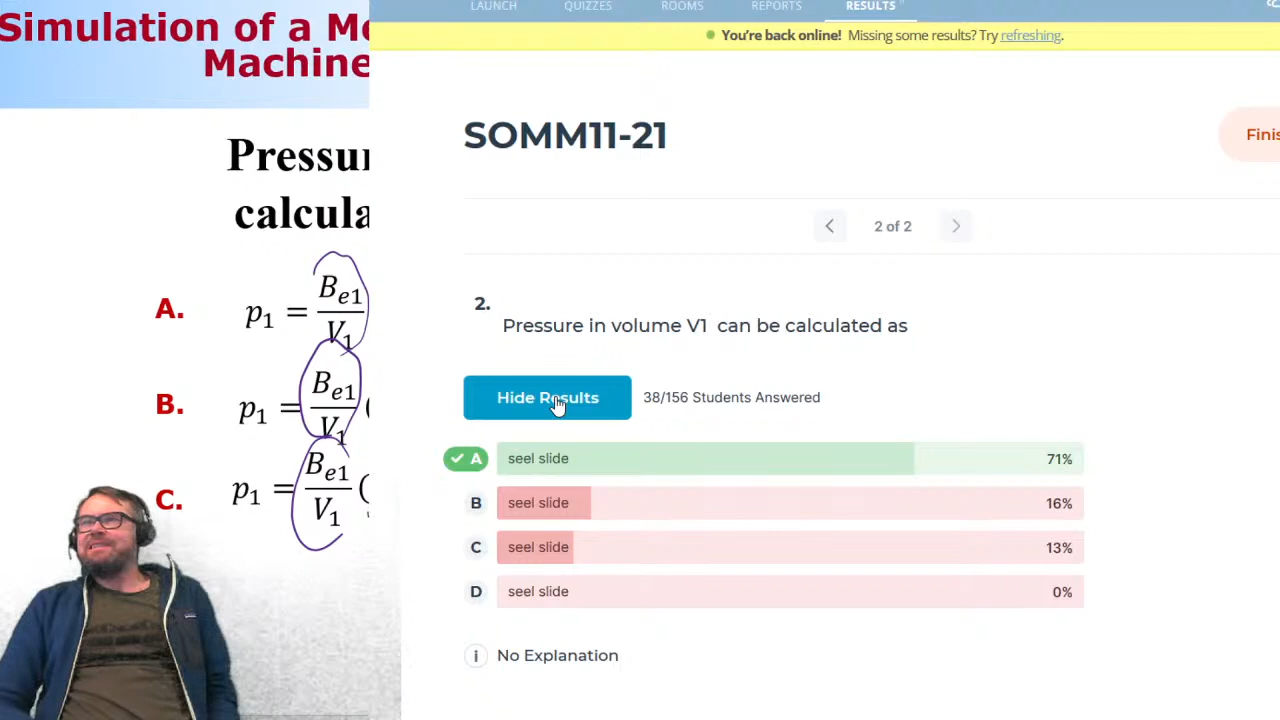 Simulation of a M
Machine
Pressur
calcula
A. p₁ = Be1/V₁
B. p₁ = Be1/V₁ (
C. p₁ = Be1/V₁ (
LAUNCH QUIZZES ROOMS REPORTS RESULTS
You're back online! Missing some results? Try refreshing.
SOMM11-21
Finis
2 of 2
2.
Pressure in volume V1 can be calculated as
Hide Results 38/156 Students Answered
A seel slide 71%
B seel slide 16%
C seel slide 13%
D seel slide 0%
i No Explanation